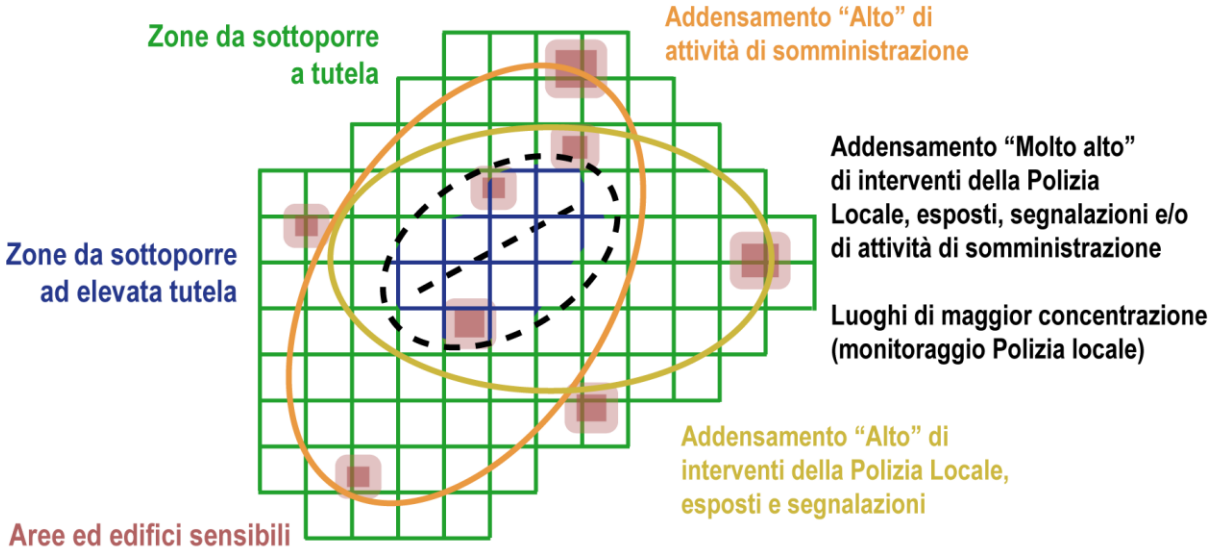 Zone da sottoporre
a tutela
Addensamento “Alto” di
attività di somministrazione
Addensamento “Molto alto”
di interventi della Polizia
Locale, esposti, segnalazioni e/o
di attività di somministrazione
Zone da sottoporre
ad elevata tutela
Luoghi di maggior concentrazione
(monitoraggio Polizia locale)
Addensamento “Alto” di
interventi della Polizia Locale,
esposti e segnalazioni
Aree ed edifici sensibili